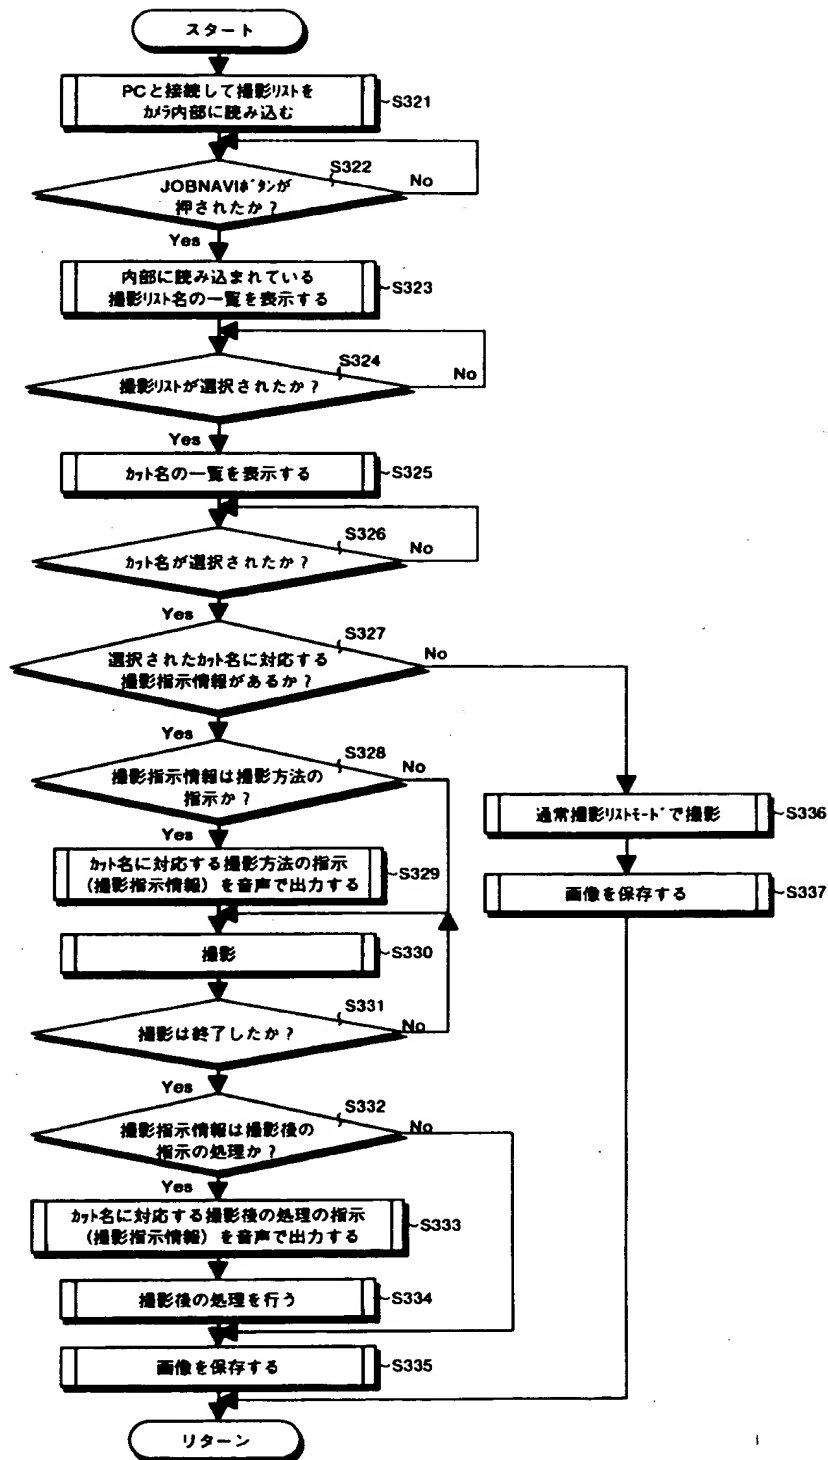 スタート
PCと接続して撮影リストを
カメラ内部に読み込む
S321
S322
JOBNAVIボタンが
押されたか?
No
Yes
内部に読み込まれている
撮影リスト名の一覧を表示する
S323
S324
撮影リストが選択されたか?
No
Yes
カット名の一覧を表示する
S325
S326
カット名が選択されたか?
No
Yes
S327
選択されたカット名に対応する
撮影指示情報があるか?
No
Yes
S328
撮影指示情報は撮影方法の
指示か?
No
Yes
通常撮影リストモードで撮影
S336
カット名に対応する撮影方法の指示
(撮影指示情報)を音声で出力する
S329
画像を保存する
S337
撮影
S330
S331
撮影は終了したか?
No
Yes
S332
撮影指示情報は撮影後の
指示の処理か?
No
Yes
カット名に対応する撮影後の処理の指示
(撮影指示情報)を音声で出力する
S333
撮影後の処理を行う
S334
画像を保存する
S335
リターン